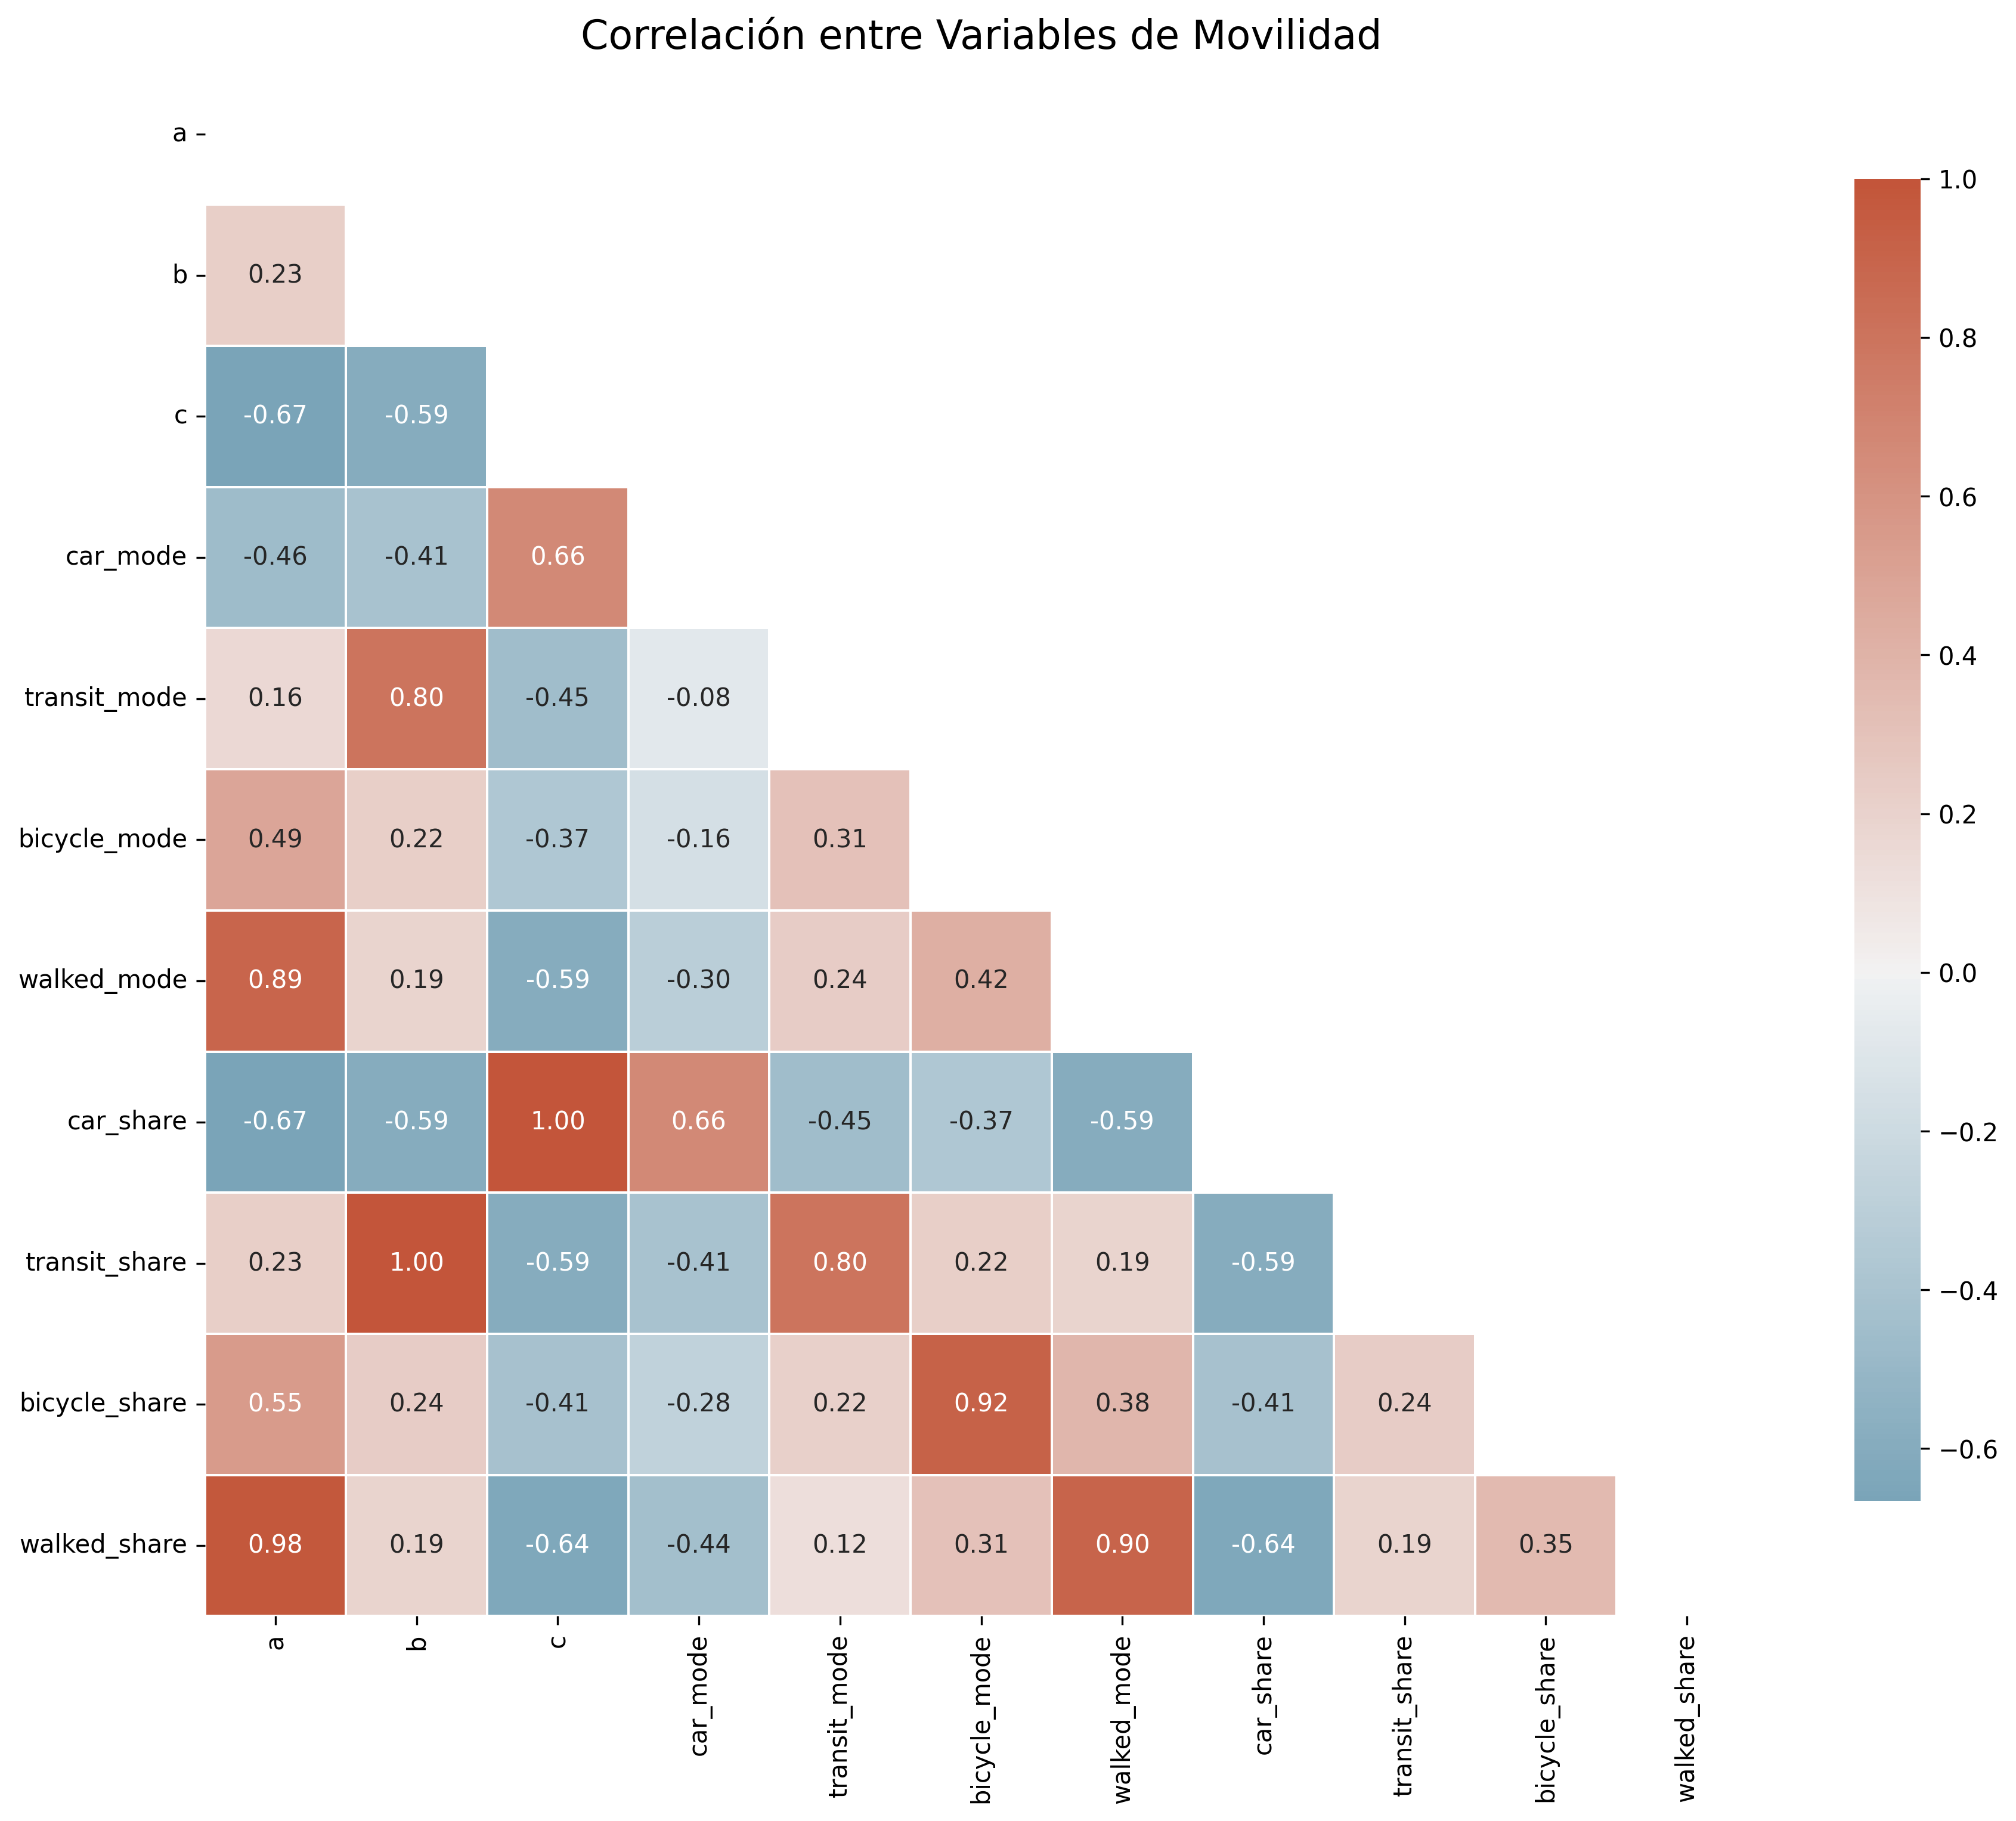 Correlación entre Variables de Movilidad
a
b 0.23
c -0.67 -0.59
car_mode -0.46 -0.41 0.66
transit_mode 0.16 0.80 -0.45 -0.08
bicycle_mode 0.49 0.22 -0.37 -0.16 0.31
walked_mode 0.89 0.19 -0.59 -0.30 0.24 0.42
car_share -0.67 -0.59 1.00 0.66 -0.45 -0.37 -0.59
transit_share 0.23 1.00 -0.59 -0.41 0.80 0.22 0.19 -0.59
bicycle_share 0.55 0.24 -0.41 -0.28 0.22 0.92 0.38 -0.41 0.24
walked_share 0.98 0.19 -0.64 -0.44 0.12 0.31 0.90 -0.64 0.19 0.35
a
b
c
car_mode
transit_mode
bicycle_mode
walked_mode
car_share
transit_share
bicycle_share
walked_share
1.0
0.8
0.6
0.4
0.2
0.0
−0.2
−0.4
−0.6